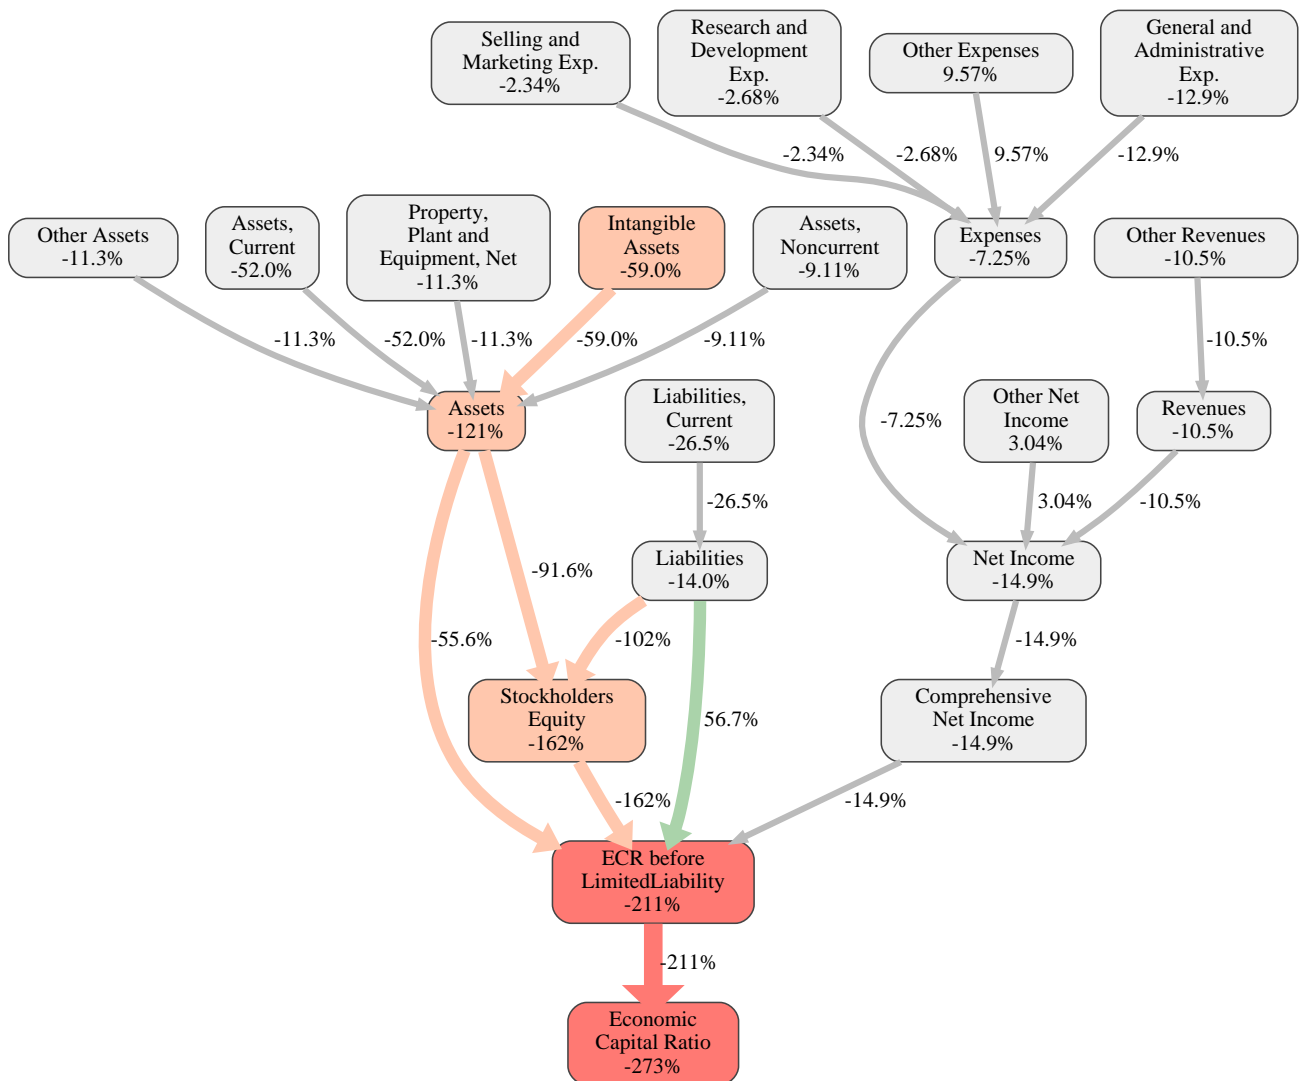 Selling and
Marketing Exp.
-2.34%
Research and
Development
Exp.
-2.68%
Other Expenses
9.57%
General and
Administrative
Exp.
-12.9%
-2.34%
-2.68%
9.57%
-12.9%
Other Assets
-11.3%
Assets,
Current
-52.0%
Property,
Plant and
Equipment, Net
-11.3%
Intangible
Assets
-59.0%
Assets,
Noncurrent
-9.11%
Expenses
-7.25%
Other Revenues
-10.5%
-11.3%
-52.0%
-11.3%
-59.0%
-9.11%
-10.5%
Assets
-121%
Liabilities,
Current
-26.5%
-7.25%
Other Net
Income
3.04%
Revenues
-10.5%
-26.5%
3.04%
-10.5%
-91.6%
Liabilities
-14.0%
Net Income
-14.9%
-55.6%
-102%
-14.9%
Stockholders
Equity
-162%
56.7%
Comprehensive
Net Income
-14.9%
-162%
-14.9%
ECR before
LimitedLiability
-211%
-211%
Economic
Capital Ratio
-273%